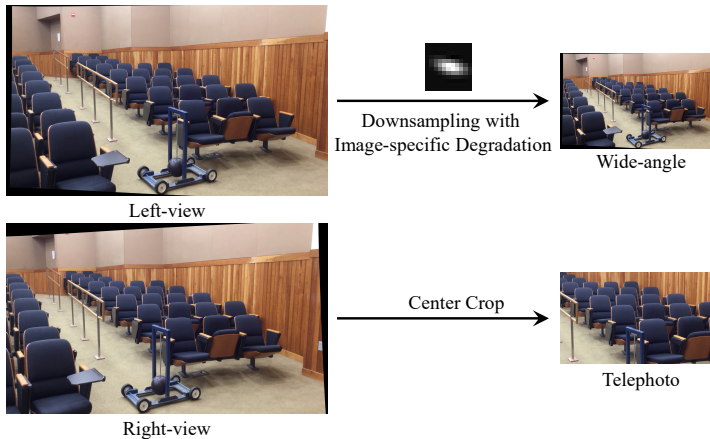 Downsampling with
Image-specific Degradation
Wide-angle
Left-view
Center Crop
Telephoto
Right-view